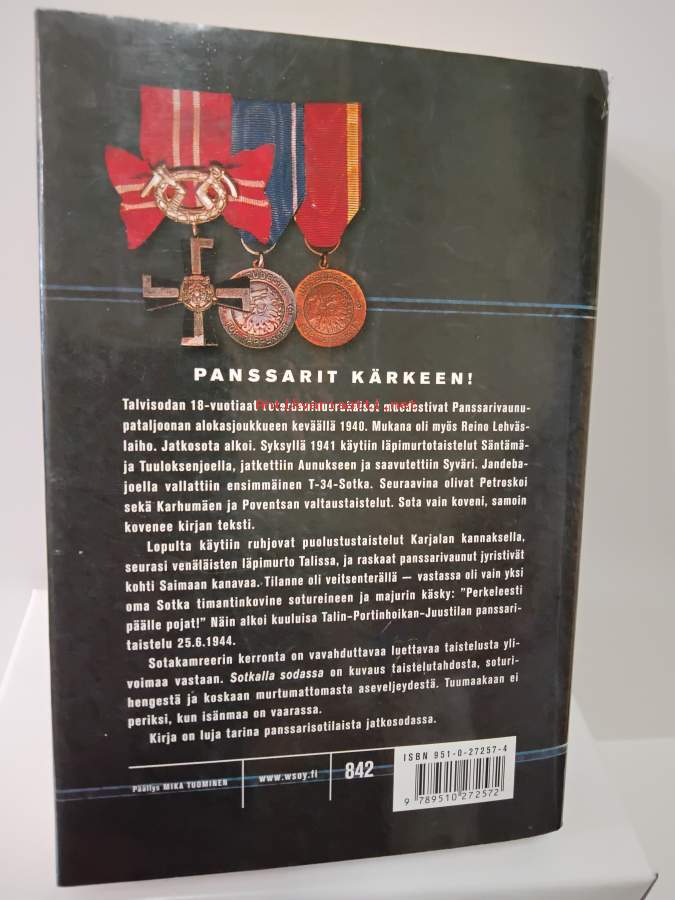 PANSSARIT KÄRKEEN!
Talvisodan 18-vuotiaat muodostivat Panssarivaunu-
pataljoonan alokasjoukkueen keväällä 1940. Mukana oli myös Reino Lehväs-
laiho. Jatkosota alkoi. Syksyllä 1941 käytiin läpimurtotaistelut Säntämä-
ja Tuuloksenjoella, jatkettiin Aunukseen ja saavutettiin Syväri. Jandeba-
joella vallattiin ensimmäinen T-34-Sotka. Seuraavina olivat Petroskoi
sekä Karhumäen ja Poventsan valtaustaistelut. Sota vain koveni, samoin
kovenee kirjan teksti.
Lopulta käytiin ruhjovat puolustustaistelut Karjalan kannaksella,
seurasi venäläisten läpimurto Talissa, ja raskaat panssarivaunut jyristivät
kohti Saimaan kanavaa. Tilanne oli veitsenterällä — vastassa oli vain yksi
oma Sotka timantinkovine sotureineen ja majurin käsky: "Perkeleesti
päälle pojat!" Näin alkoi kuuluisa Talin–Portinhoikan–Juustilan panssari-
taistelu 25.6.1944.
Sotakamreerin kerronta on vavahduttavaa luettavaa taistelusta yli-
voimaa vastaan. Sotkalla sodassa on kuvaus taistelutahdosta, soturi-
hengestä ja koskaan murtumattomasta aseveljeydestä. Tuumaakaan ei
periksi, kun isänmaa on vaarassa.
Kirja on luja tarina panssarisotilaista jatkosodassa.
Päällys MIKA TUOMINEN
www.wsoy.fi
842
ISBN 951-0-27257-4
9 789510 272572